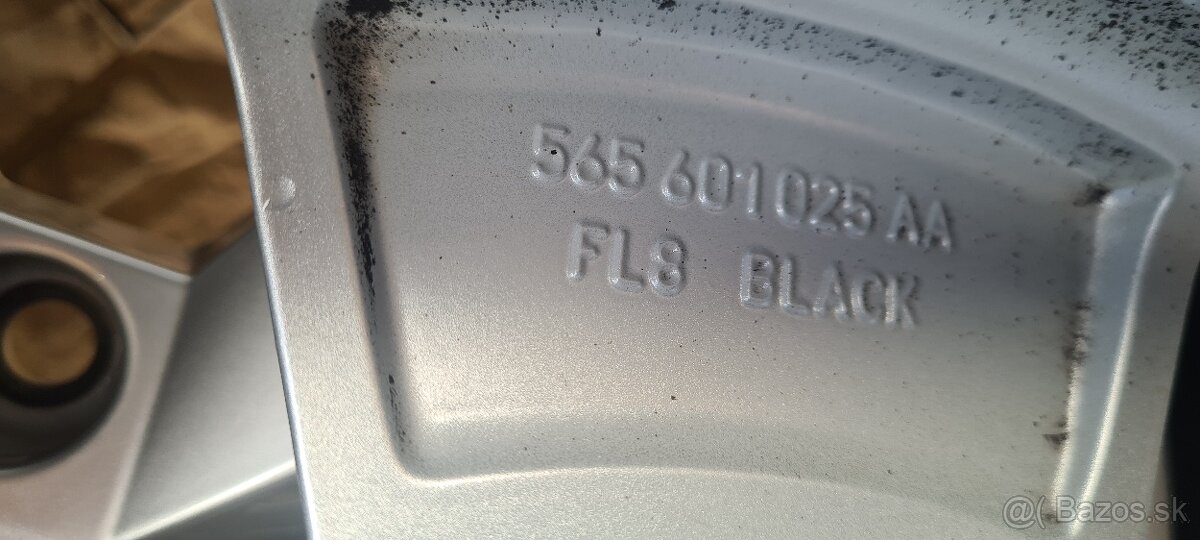 565 601 025 AA
FL8 BLACK
@( Bazos.sk